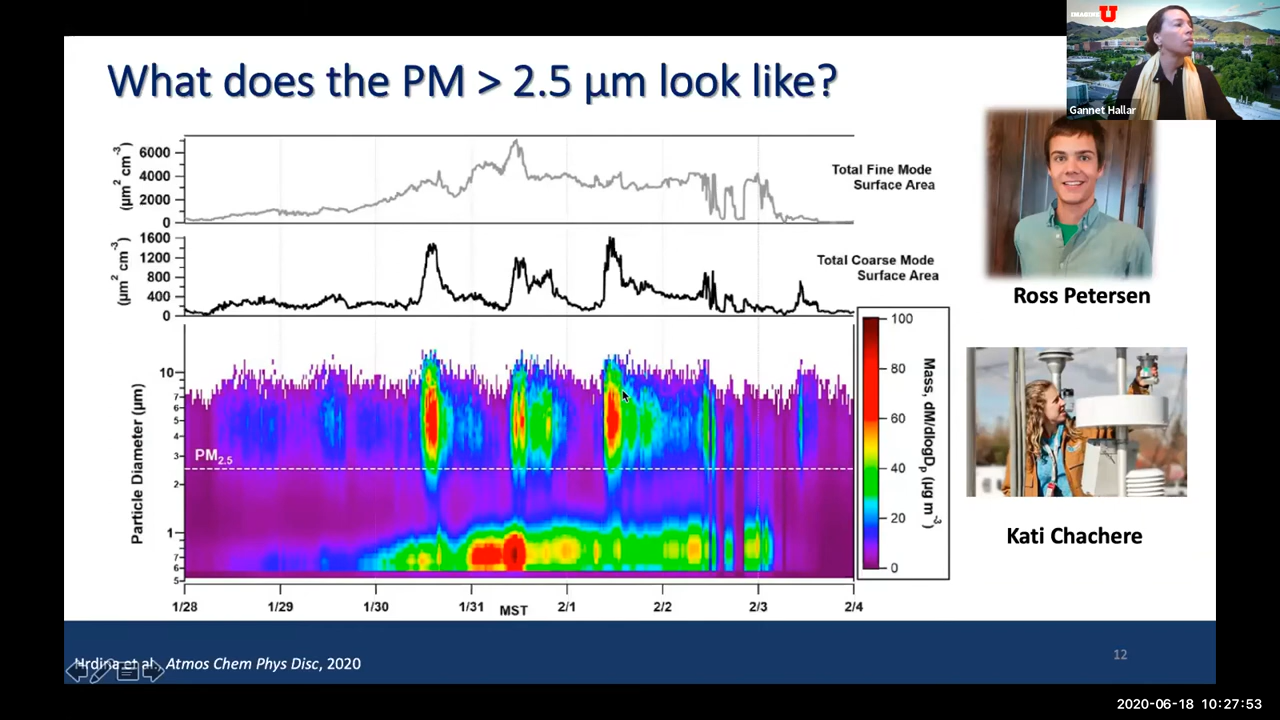 IMAGINE U
Gannet Hallar
What does the PM > 2.5 µm look like?
(µm² cm⁻³)
6000
4000
2000
0
Total Fine Mode
Surface Area
(µm² cm⁻³)
1600
1200
800
400
0
Total Coarse Mode
Surface Area
Ross Petersen
Particle Diameter (µm)
10
7
6
5
4
3
2
1
7
6
5
PM2.5
100
80
60
40
20
0
Mass, dM/dlogDp (µg m⁻³)
1/28
1/29
1/30
1/31
MST
2/1
2/2
2/3
2/4
Kati Chachere
Hrdina et al., Atmos Chem Phys Disc, 2020
12
2020-06-18 10:27:53